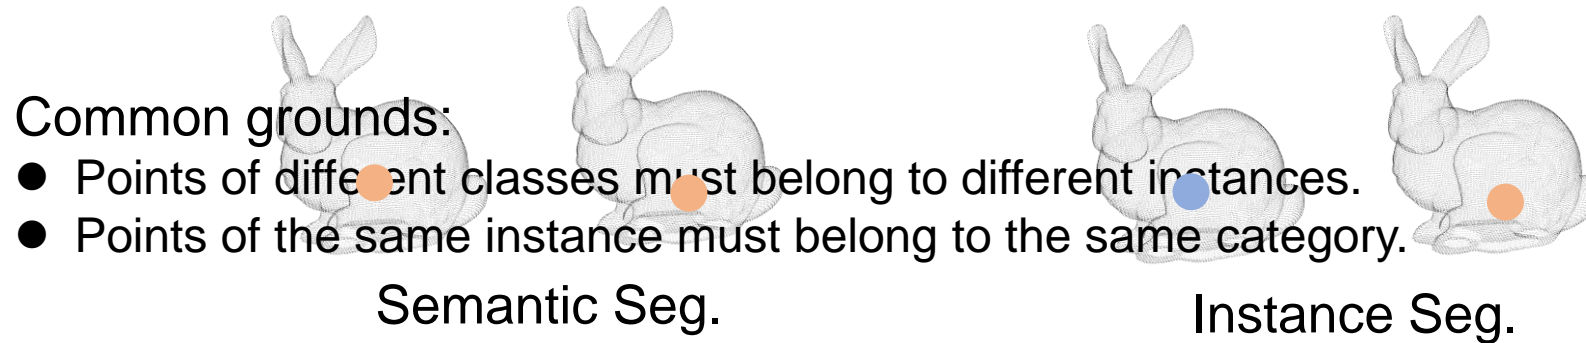 Common grounds:
● Points of different classes must belong to different instances.
● Points of the same instance must belong to the same category.
Semantic Seg.
Instance Seg.